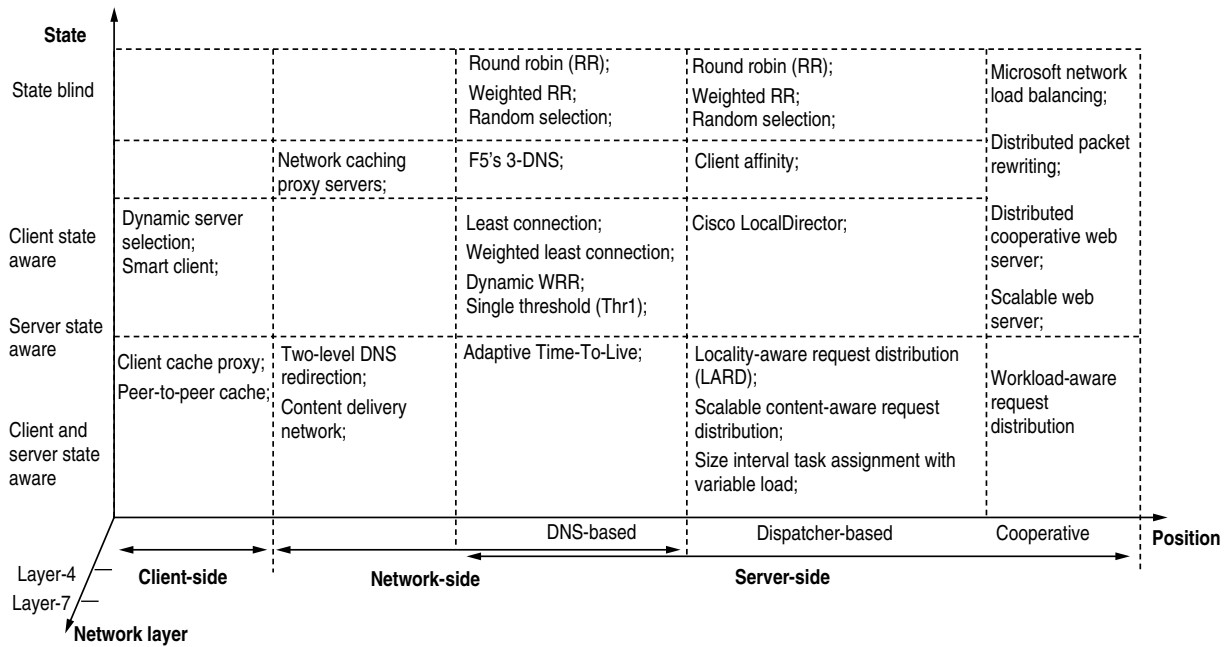 State
State blind
Client state
aware
Server state
aware
Client and
server state
aware
Dynamic server
selection;
Smart client;
Client cache proxy;
Peer-to-peer cache;
Network caching
proxy servers;
Two-level DNS
redirection;
Content delivery
network;
Round robin (RR);
Weighted RR;
Random selection;
F5's 3-DNS;
Least connection;
Weighted least connection;
Dynamic WRR;
Single threshold (Thr1);
Adaptive Time-To-Live;
Round robin (RR);
Weighted RR;
Random selection;
Client affinity;
Cisco LocalDirector;
Locality-aware request distribution
(LARD);
Scalable content-aware request
distribution;
Size interval task assignment with
variable load;
Microsoft network
load balancing;
Distributed packet
rewriting;
Distributed
cooperative web
server;
Scalable web
server;
Workload-aware
request
distribution
DNS-based
Dispatcher-based
Cooperative
Position
Client-side
Network-side
Server-side
Layer-4
Layer-7
Network layer